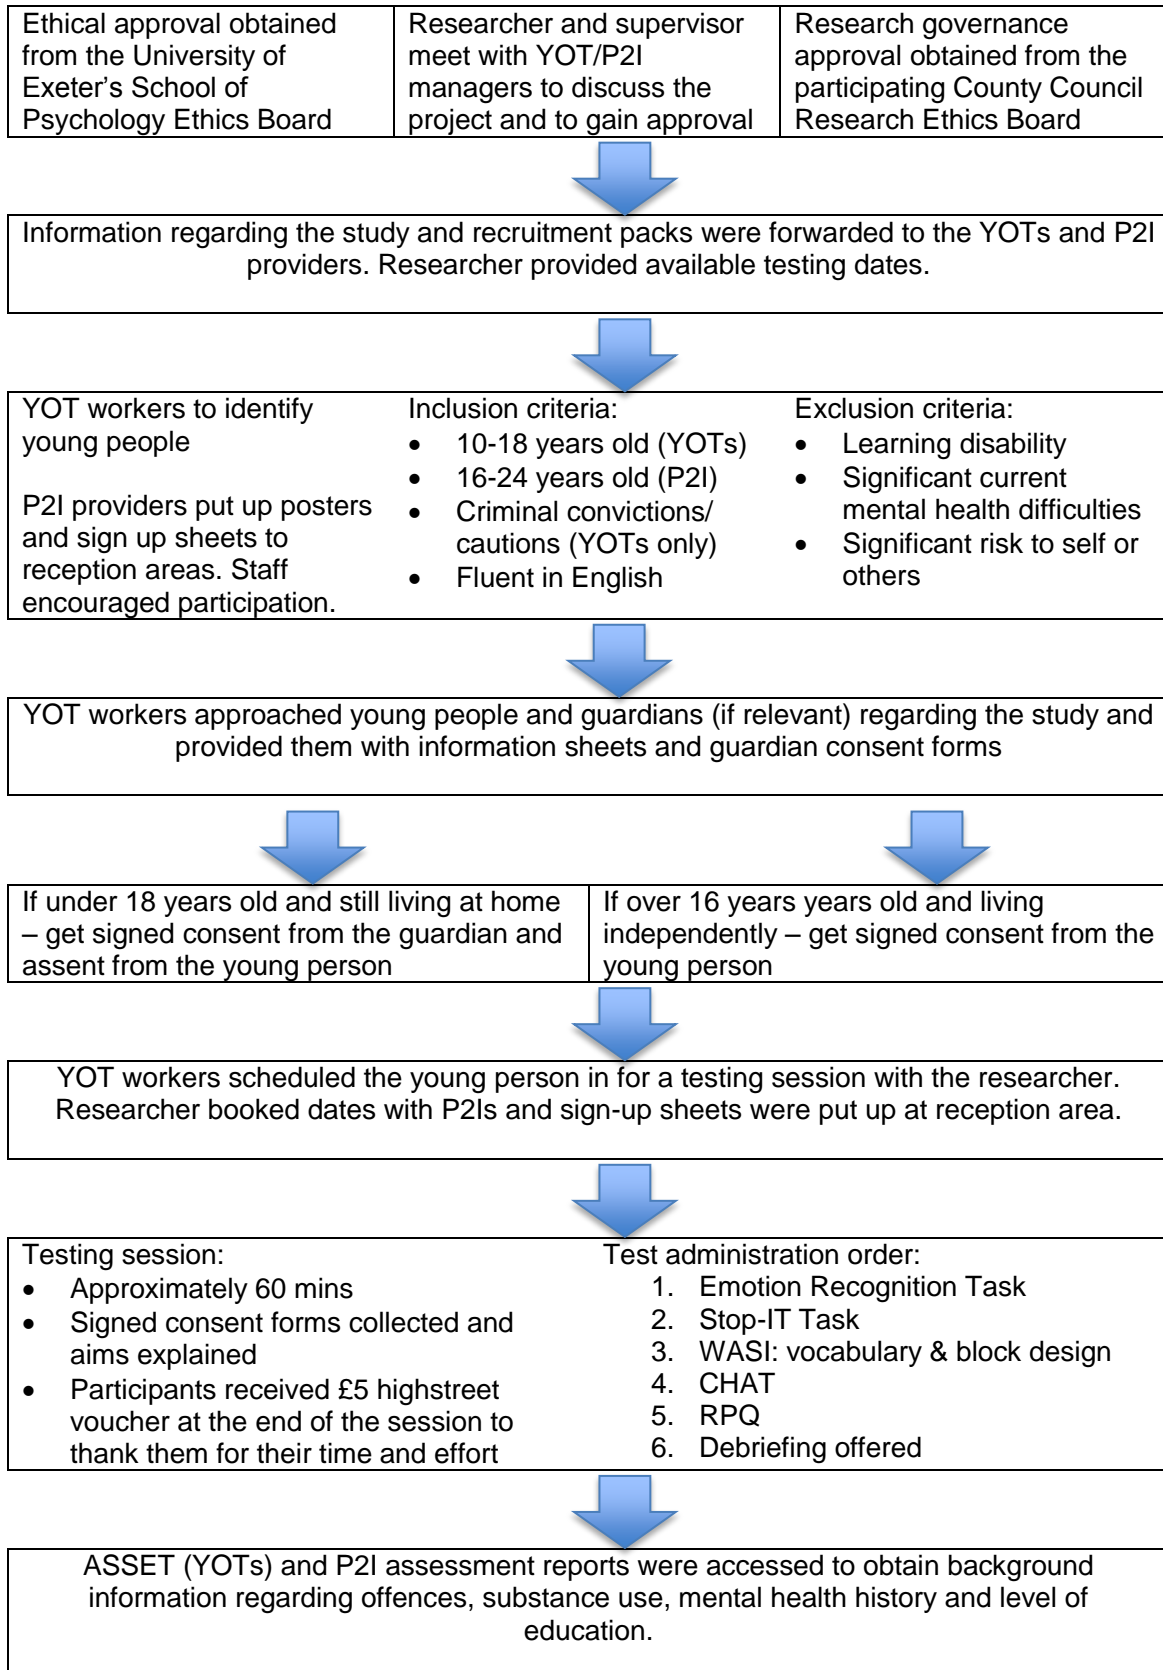 Ethical approval obtained
from the University of
Exeter’s School of
Psychology Ethics Board
Researcher and supervisor
meet with YOT/P2I
managers to discuss the
project and to gain approval
Research governance
approval obtained from the
participating County Council
Research Ethics Board
Information regarding the study and recruitment packs were forwarded to the YOTs and P2I
providers. Researcher provided available testing dates.
YOT workers to identify
young people
P2I providers put up posters
and sign up sheets to
reception areas. Staff
encouraged participation.
Inclusion criteria:
• 10-18 years old (YOTs)
• 16-24 years old (P2I)
• Criminal convictions/
cautions (YOTs only)
• Fluent in English
Exclusion criteria:
• Learning disability
• Significant current
mental health difficulties
• Significant risk to self or
others
YOT workers approached young people and guardians (if relevant) regarding the study and
provided them with information sheets and guardian consent forms
If under 18 years old and still living at home
– get signed consent from the guardian and
assent from the young person
If over 16 years years old and living
independently – get signed consent from the
young person
YOT workers scheduled the young person in for a testing session with the researcher.
Researcher booked dates with P2Is and sign-up sheets were put up at reception area.
Testing session:
• Approximately 60 mins
• Signed consent forms collected and
aims explained
• Participants received £5 highstreet
voucher at the end of the session to
thank them for their time and effort
Test administration order:
1. Emotion Recognition Task
2. Stop-IT Task
3. WASI: vocabulary & block design
4. CHAT
5. RPQ
6. Debriefing offered
ASSET (YOTs) and P2I assessment reports were accessed to obtain background
information regarding offences, substance use, mental health history and level of
education.